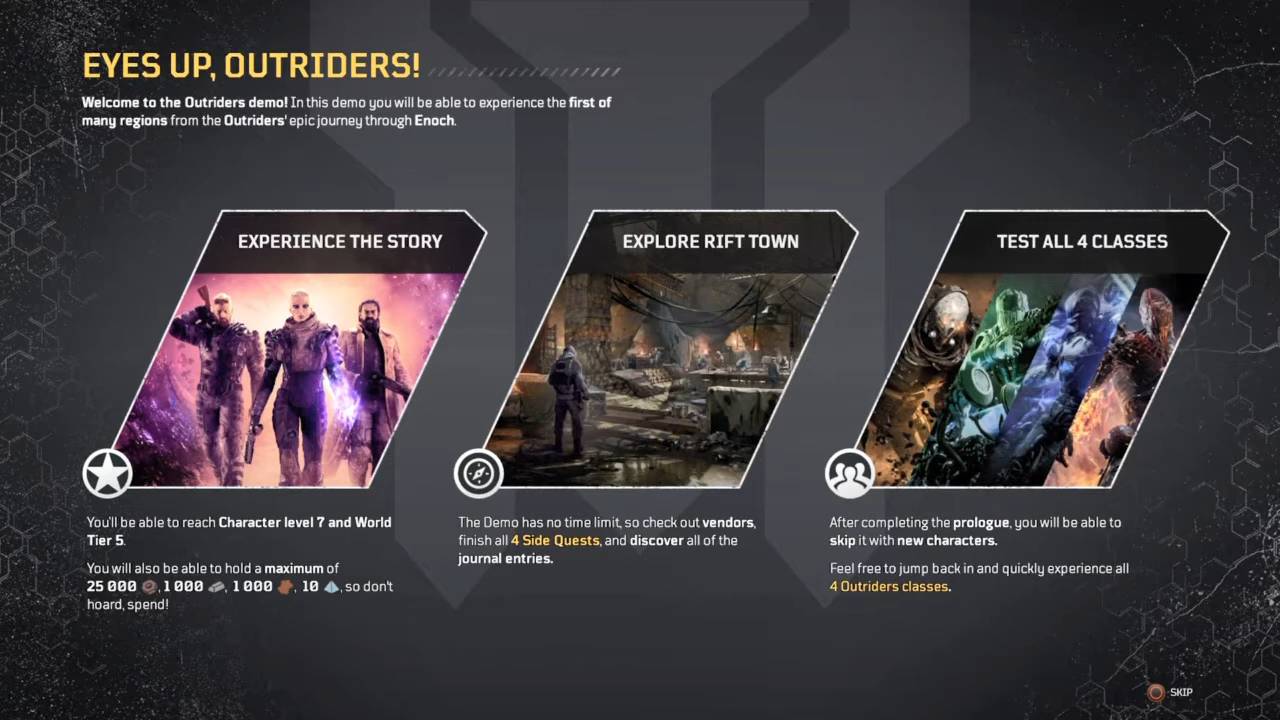 EYES UP, OUTRIDERS!
Welcome to the Outriders demo! In this demo you will be able to experience the first of
many regions from the Outriders' epic journey through Enoch.
EXPERIENCE THE STORY
You'll be able to reach Character level 7 and World
Tier 5.
You will also be able to hold a maximum of
25 000 , 1 000 , 1 000 , 10 , so don't
hoard, spend!
EXPLORE RIFT TOWN
The Demo has no time limit, so check out vendors,
finish all 4 Side Quests, and discover all of the
journal entries.
TEST ALL 4 CLASSES
After completing the prologue, you will be able to
skip it with new characters.
Feel free to jump back in and quickly experience all
4 Outriders classes.
SKIP